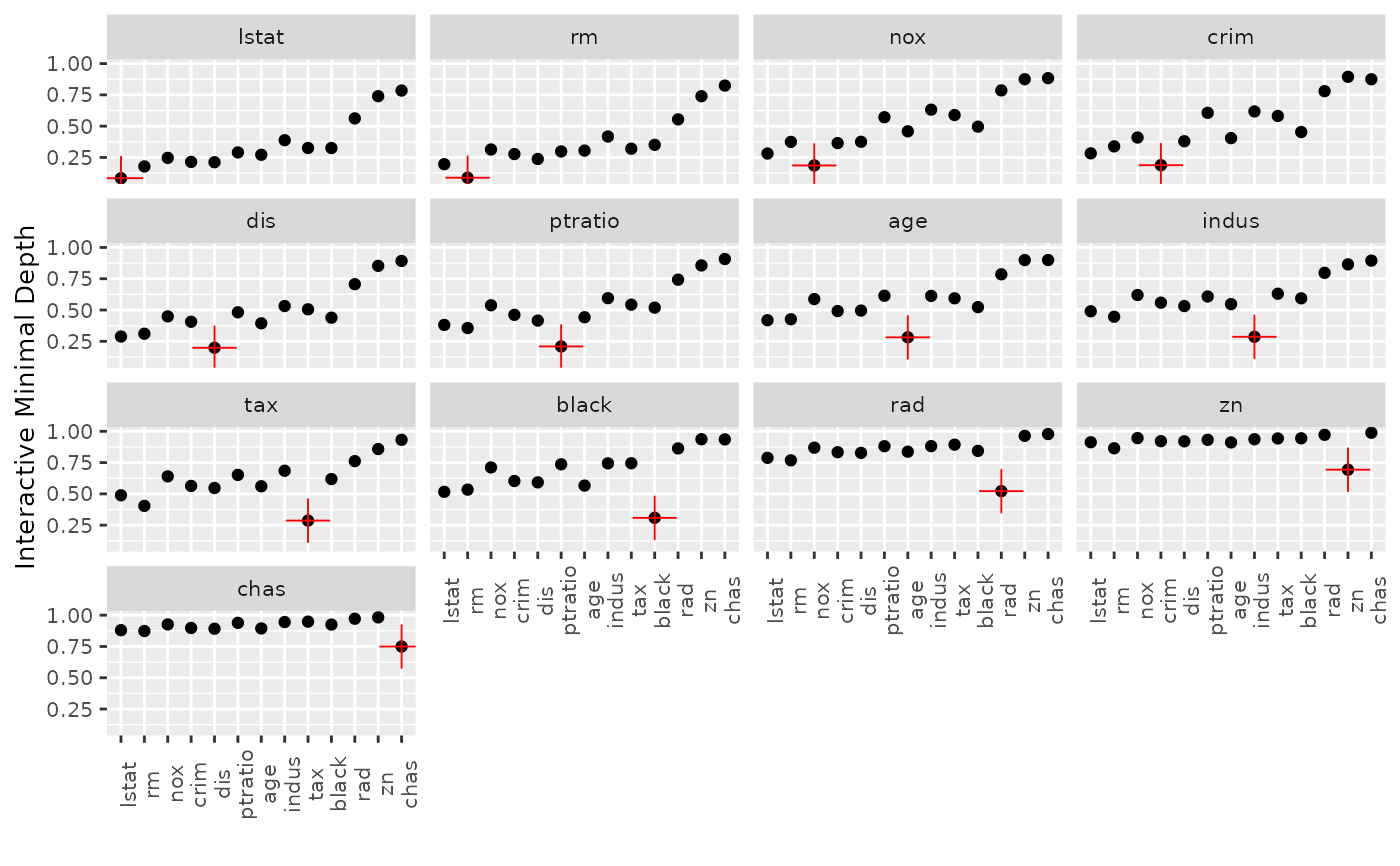 lstat rm nox crim
1.00
0.75
0.50
0.25
dis ptratio age indus
1.00
0.75
0.50
0.25
Interactive Minimal Depth
tax black rad zn
1.00
0.75
0.50
0.25
lstat rm nox crim dis ptratio age indus tax black rad zn chas
lstat rm nox crim dis ptratio age indus tax black rad zn chas
lstat rm nox crim dis ptratio age indus tax black rad zn chas
chas
1.00
0.75
0.50
0.25
lstat rm nox crim dis ptratio age indus tax black rad zn chas